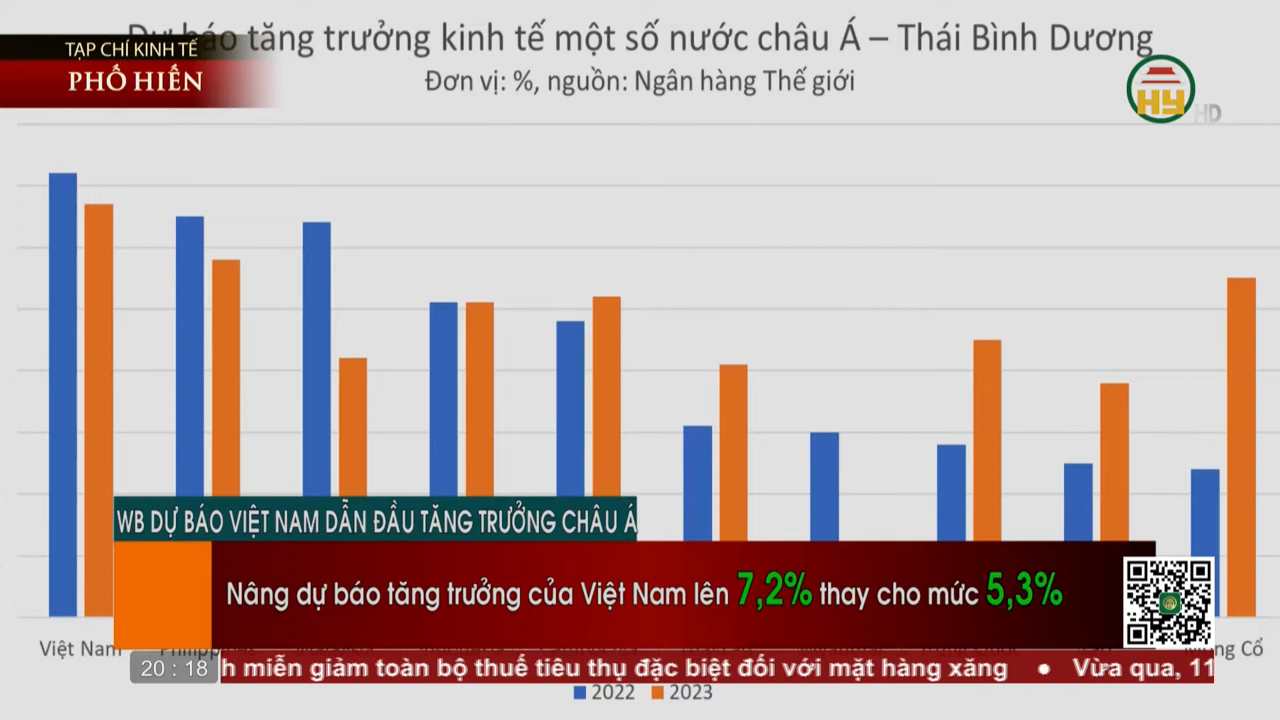 Dự báo tăng trưởng kinh tế một số nước châu Á – Thái Bình Dương
TẠP CHÍ KINH TẾ
PHỐ HIẾN
Đơn vị: %, nguồn: Ngân hàng Thế giới
HY
HD
WB DỰ BÁO VIỆT NAM DẪN ĐẦU TĂNG TRƯỞNG CHÂU Á
Nâng dự báo tăng trưởng của Việt Nam lên 7,2% thay cho mức 5,3%
Việt Nam
Mông Cổ
20 : 18
h miễn giảm toàn bộ thuế tiêu thụ đặc biệt đối với mặt hàng xăng ● Vừa qua, 11
2022 2023